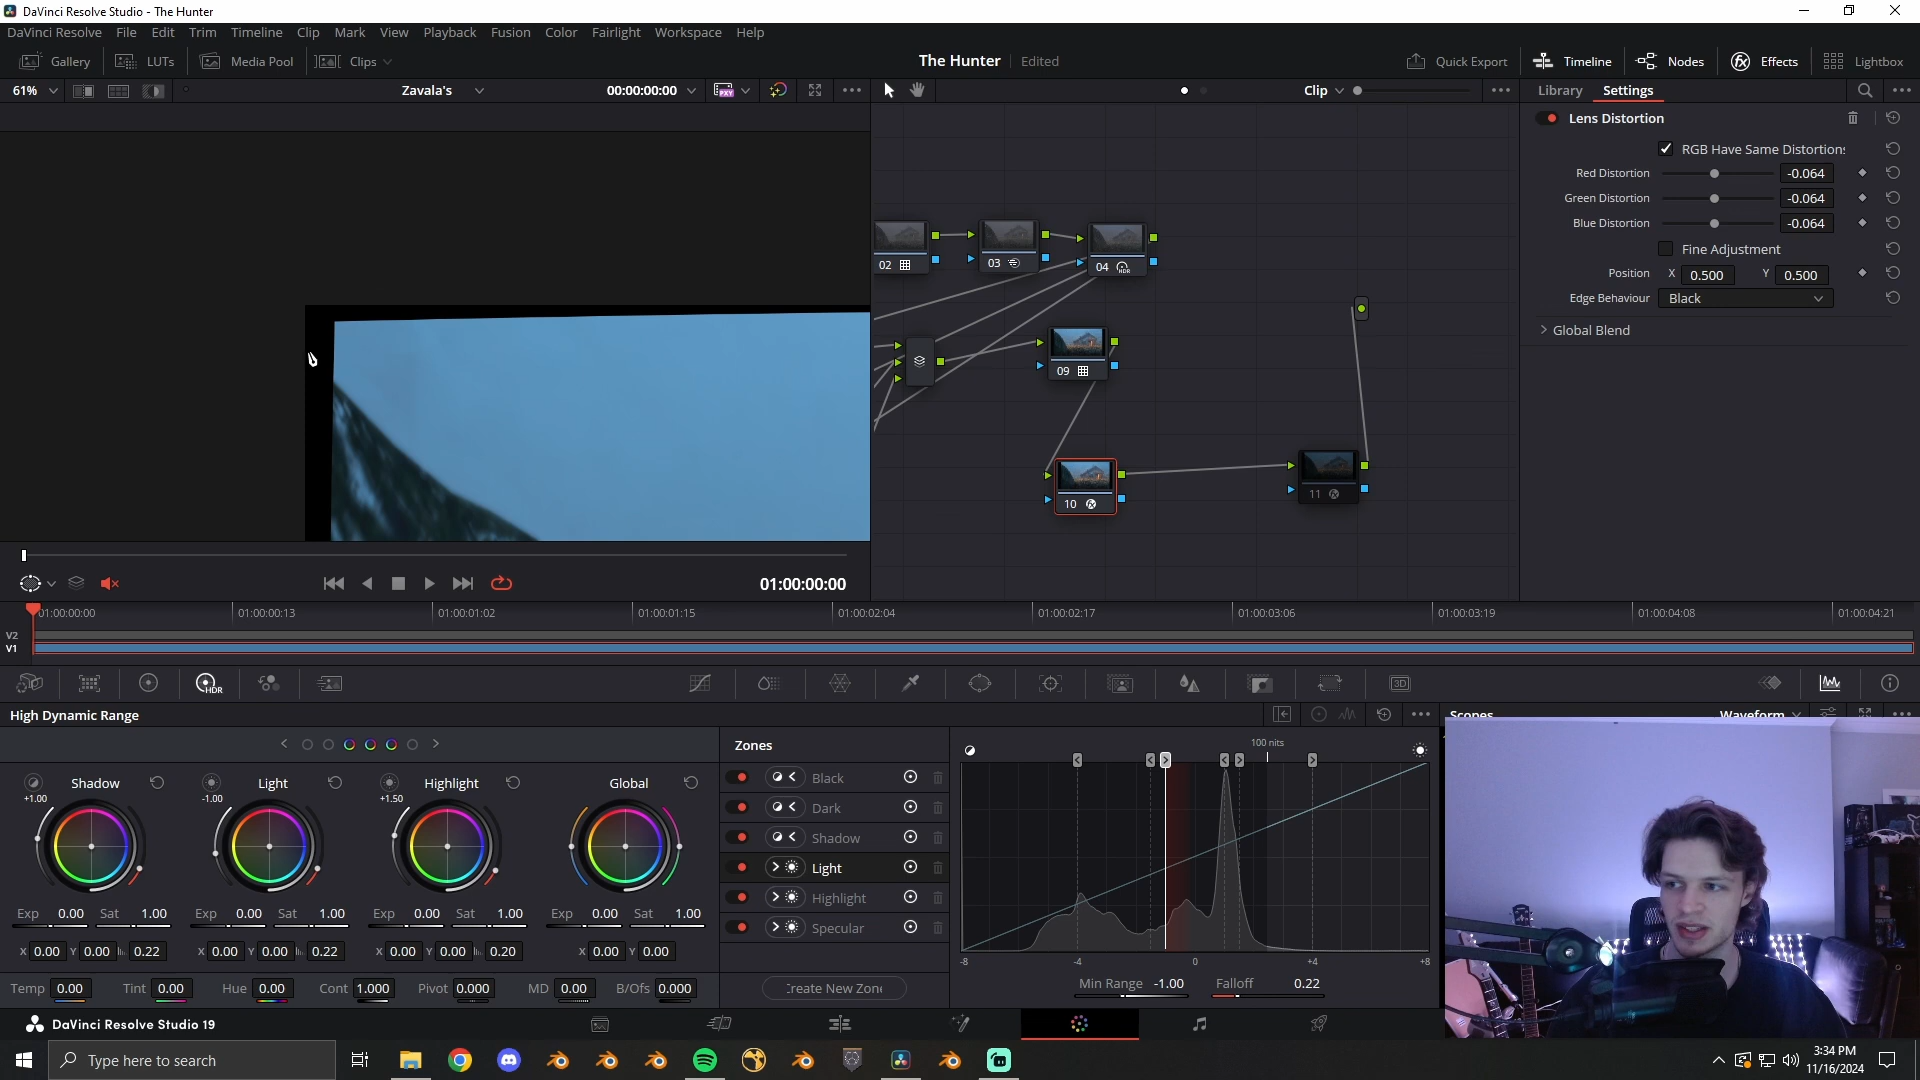 DaVinci Resolve Studio - The Hunter
DaVinci Resolve File Edit Trim Timeline Clip Mark View Playback Fusion Color Fairlight Workspace Help
Gallery LUTs Media Pool Clips The Hunter Edited Quick Export Timeline Nodes Effects Lightbox
61% Zavala's 00:00:00:00 PXY Clip Library Settings
Lens Distortion
RGB Have Same Distortion
Red Distortion -0.064
Green Distortion -0.064
Blue Distortion -0.064
Fine Adjustment
Position X 0.500 Y 0.500
Edge Behaviour Black
Global Blend
02 03 04 HDR
09
10 11
01:00:00:00
01:00:00:00 01:00:00:13 01:00:01:02 01:00:01:15 01:00:02:04 01:00:02:17 01:00:03:06 01:00:03:19 01:00:04:08 01:00:04:21
V2
V1
HDR 3D
High Dynamic Range Scopes Waveform
Zones 100 nits
Shadow Light Highlight Global
+1.00 -1.00 +1.50
Black
Dark
Shadow
Light
Highlight
Specular
Exp 0.00 Sat 1.00 Exp 0.00 Sat 1.00 Exp 0.00 Sat 1.00 Exp 0.00 Sat 1.00
X 0.00 Y 0.00 0.22 X 0.00 Y 0.00 0.22 X 0.00 Y 0.00 0.20 X 0.00 Y 0.00
-8 -4 0 +4 +8
Temp 0.00 Tint 0.00 Hue 0.00 Cont 1.000 Pivot 0.000 MD 0.00 B/Ofs 0.000 Create New Zone Min Range -1.00 Falloff 0.22
DaVinci Resolve Studio 19
Type here to search
3:34 PM
11/16/2024